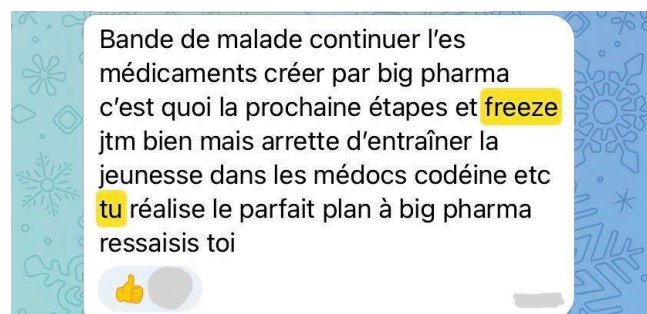 Bande de malade continuer l’es
médicaments créer par big pharma
c’est quoi la prochaine étapes et freeze
jtm bien mais arrette d’entraîner la
jeunesse dans les médocs codéine etc
tu réalise le parfait plan à big pharma
ressaisis toi